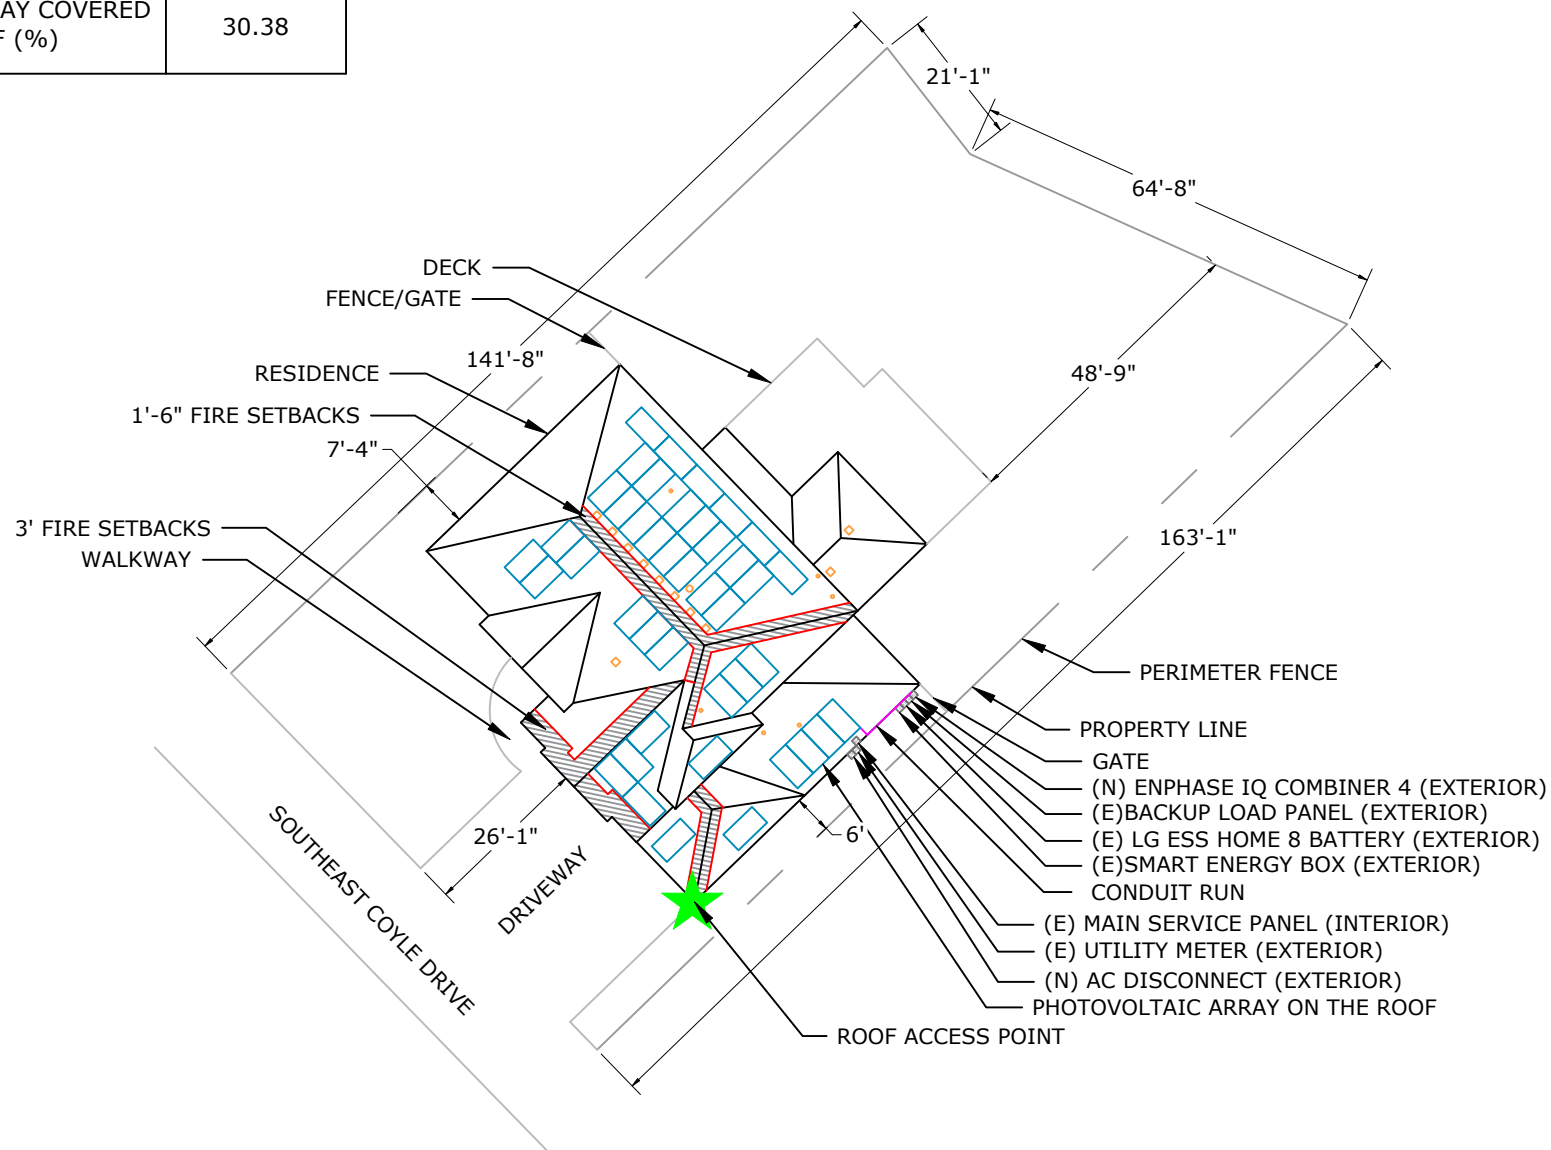 AY COVERED
F (%)
30.38
21'-1"
64'-8"
DECK
FENCE/GATE
141'-8"
RESIDENCE
48'-9"
1'-6" FIRE SETBACKS
7'-4"
3' FIRE SETBACKS
163'-1"
WALKWAY
PERIMETER FENCE
PROPERTY LINE
GATE
(N) ENPHASE IQ COMBINER 4 (EXTERIOR)
(E)BACKUP LOAD PANEL (EXTERIOR)
(E) LG ESS HOME 8 BATTERY (EXTERIOR)
(E)SMART ENERGY BOX (EXTERIOR)
CONDUIT RUN
26'-1"
6'
SOUTHEAST COYLE DRIVE
DRIVEWAY
(E) MAIN SERVICE PANEL (INTERIOR)
(E) UTILITY METER (EXTERIOR)
(N) AC DISCONNECT (EXTERIOR)
PHOTOVOLTAIC ARRAY ON THE ROOF
ROOF ACCESS POINT